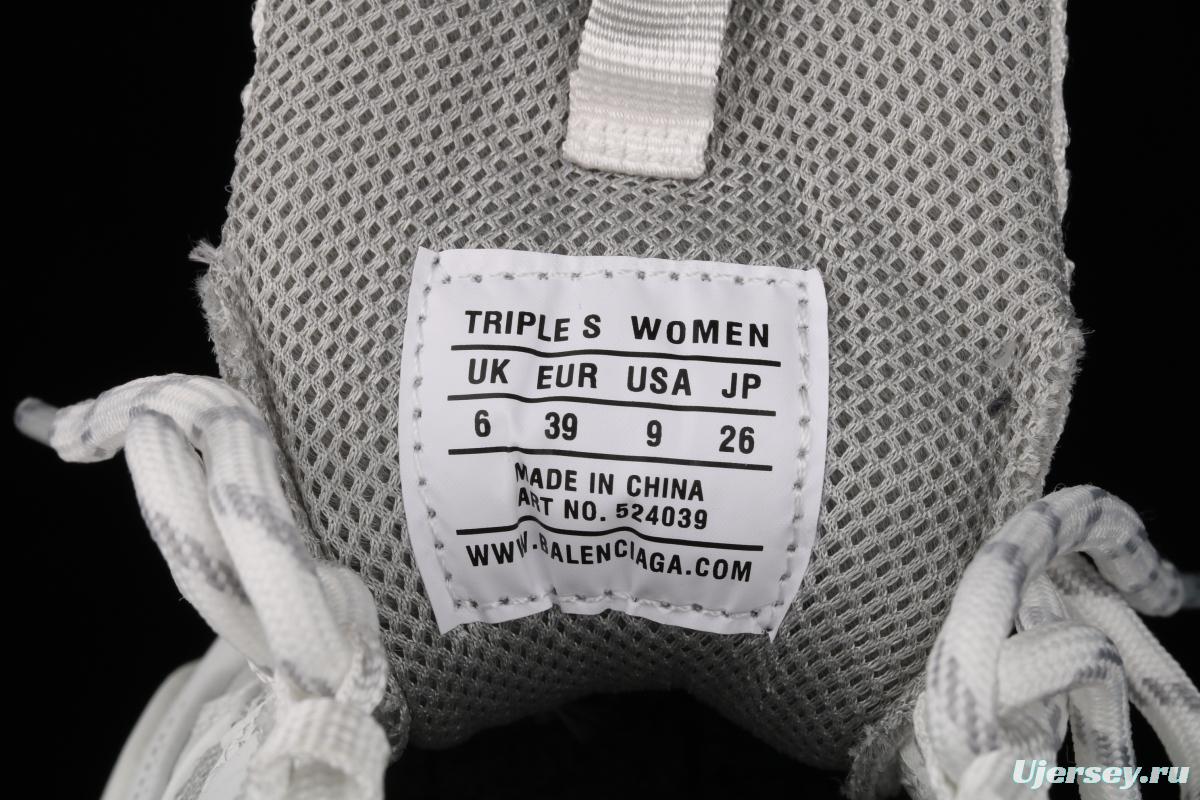 TRIPLE S WOMEN
UK EUR USA JP
6 39 9 26
MADE IN CHINA
ART NO. 524039
WWW.BALENCIAGA.COM
Ujersey.ru